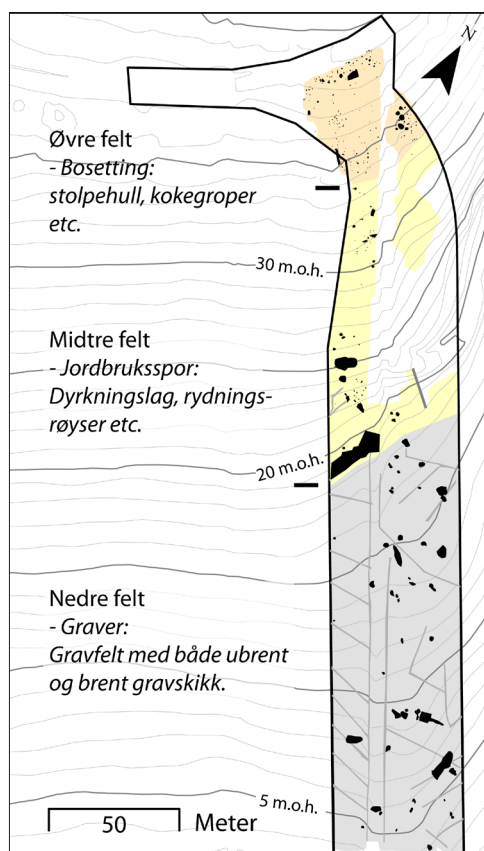 N
Øvre felt
- Bosetting:
stolpehull, kokegroper
etc.
30 m.o.h.
Midtre felt
- Jordbruksspor:
Dyrkningslag, rydnings-
røyser etc.
20 m.o.h.
Nedre felt
- Graver:
Gravfelt med både ubrent
og brent gravskikk.
5 m.o.h.
50 Meter